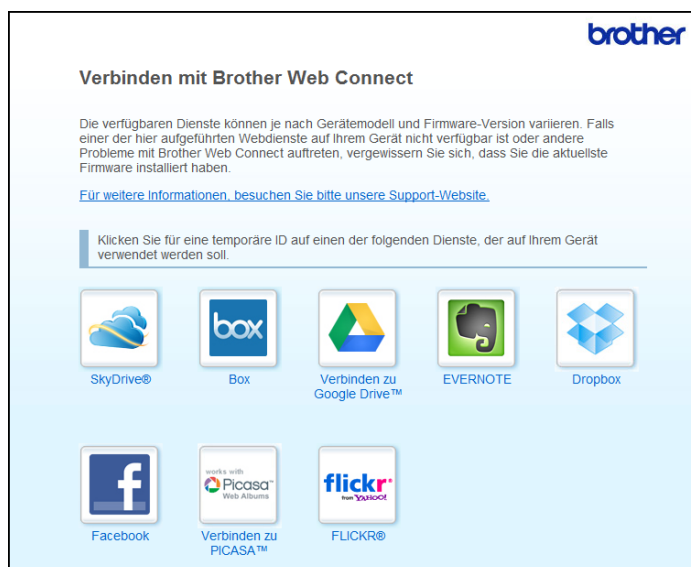 brother
Verbinden mit Brother Web Connect
Die verfügbaren Dienste können je nach Gerätemodell und Firmware-Version variieren. Falls
einer der hier aufgeführten Webdienste auf Ihrem Gerät nicht verfügbar ist oder andere
Probleme mit Brother Web Connect auftreten, vergewissern Sie sich, dass Sie die aktuellste
Firmware installiert haben.
Für weitere Informationen, besuchen Sie bitte unsere Support-Website.
Klicken Sie für eine temporäre ID auf einen der folgenden Dienste, der auf Ihrem Gerät
verwendet werden soll.
box
SkyDrive®
Box
Verbinden zu
Google Drive™
EVERNOTE
Dropbox
f
works with
Picasa™
Web Albums
flickr
from YAHOO!
Facebook
Verbinden zu
PICASA™
FLICKR®